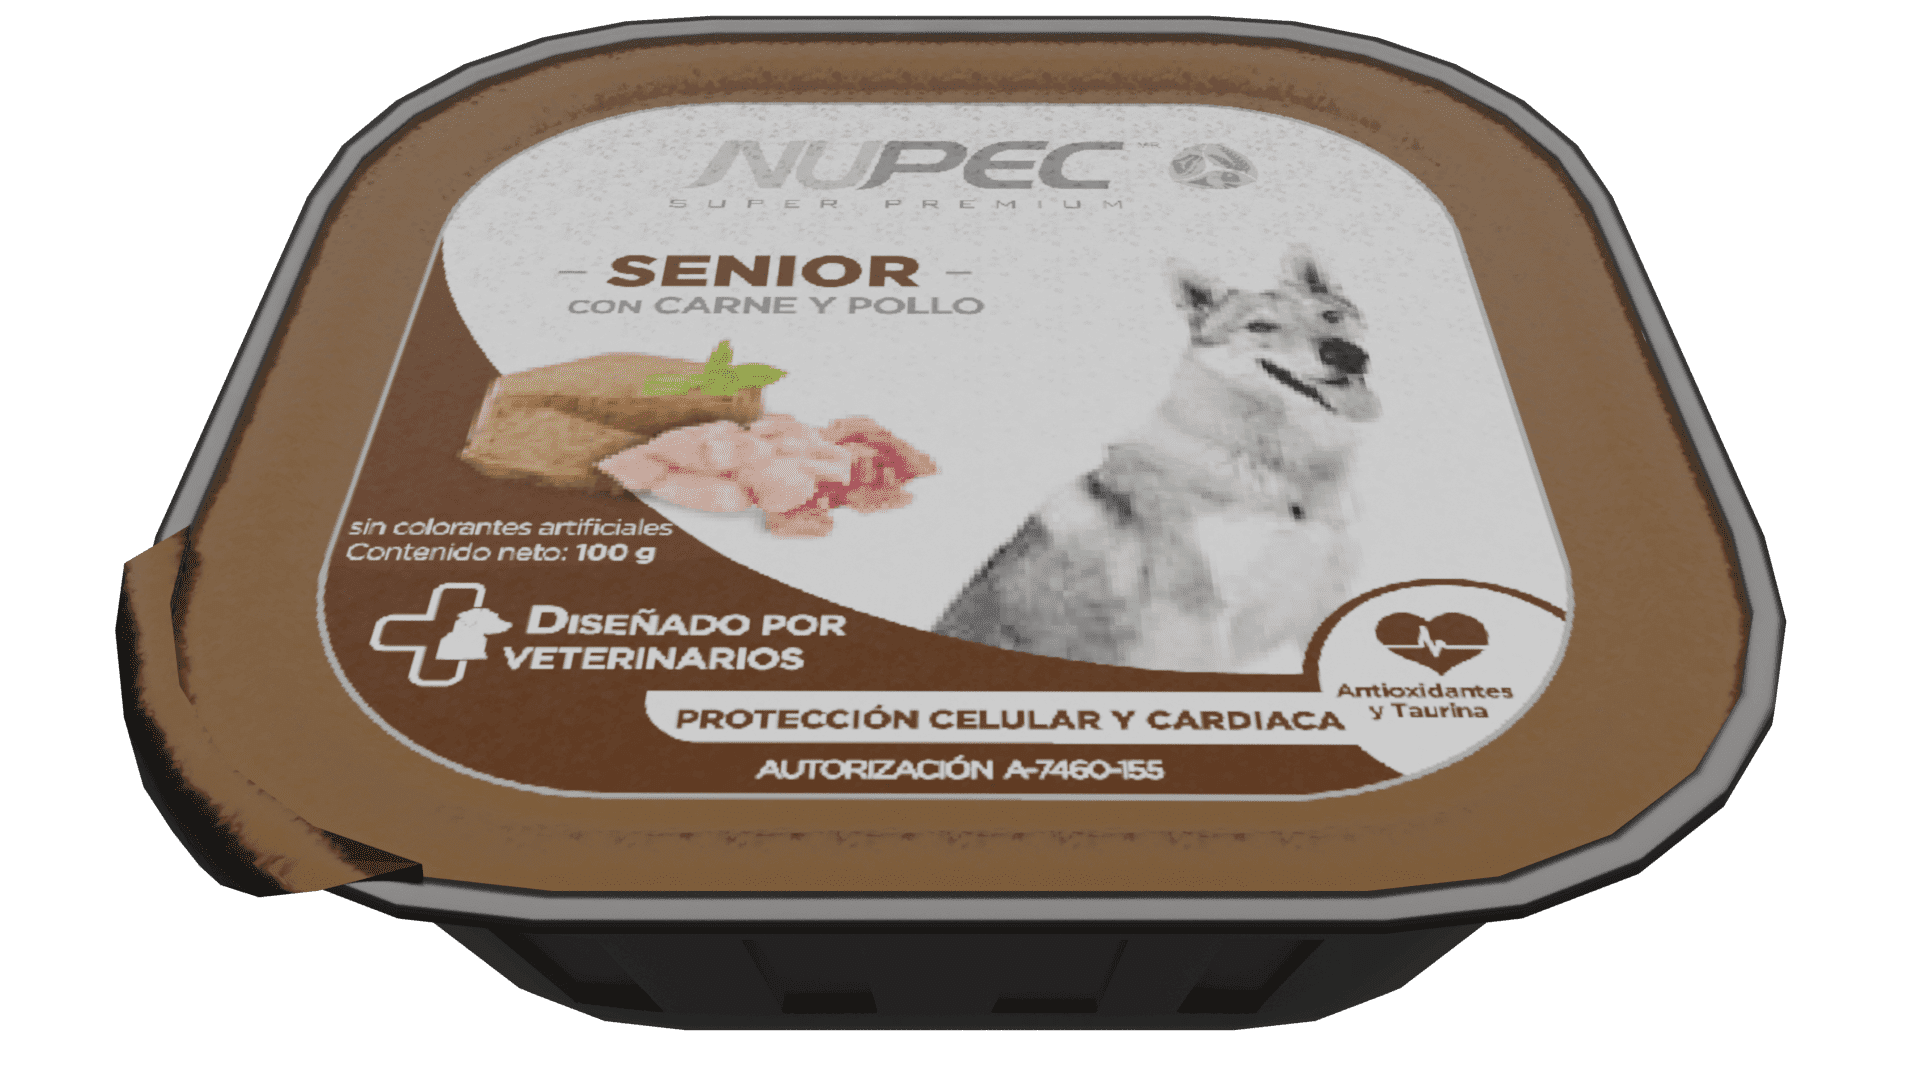 NUPEC MR
SUPER PREMIUM
- SENIOR -
CON CARNE Y POLLO
sin colorantes artificiales
Contenido neto: 100 g
DISEÑADO POR
VETERINARIOS
PROTECCIÓN CELULAR Y CARDIACA
Antioxidantes
y Taurina
AUTORIZACIÓN A-7460-155